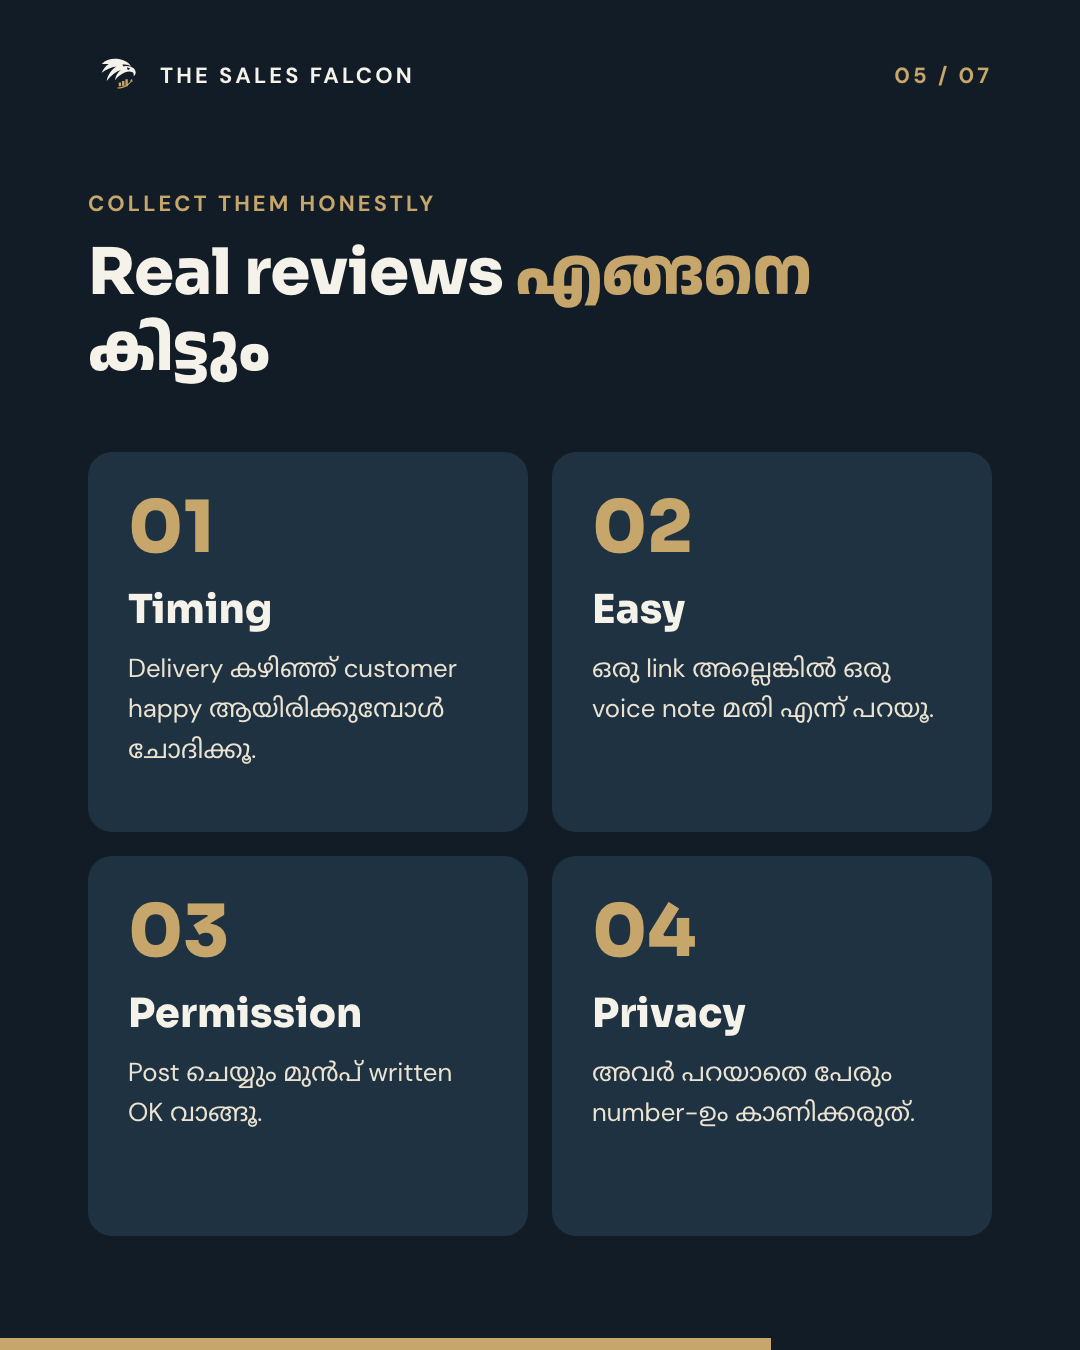 THE SALES FALCON
05 / 07
COLLECT THEM HONESTLY
Real reviews എങ്ങനെ
കിട്ടും
01
Timing
Delivery കഴിഞ്ഞ് customer
happy ആയിരിക്കുമ്പോൾ
ചോദിക്കൂ.
02
Easy
ഒരു link അല്ലെങ്കിൽ ഒരു
voice note മതി എന്ന് പറയൂ.
03
Permission
Post ചെയ്യും മുൻപ് written
OK വാങ്ങൂ.
04
Privacy
അവർ പറയാതെ പേരും
number-ഉം കാണിക്കരുത്.